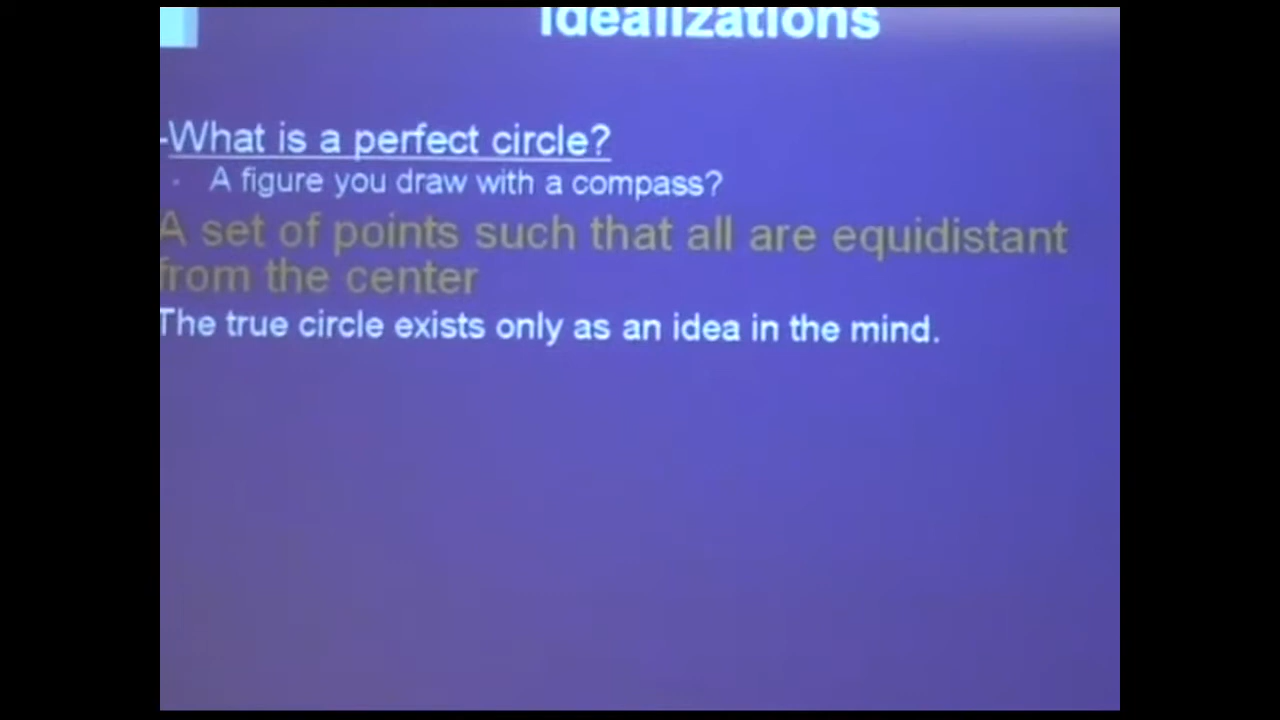 Idealizations
-What is a perfect circle?
· A figure you draw with a compass?
A set of points such that all are equidistant
from the center
The true circle exists only as an idea in the mind.